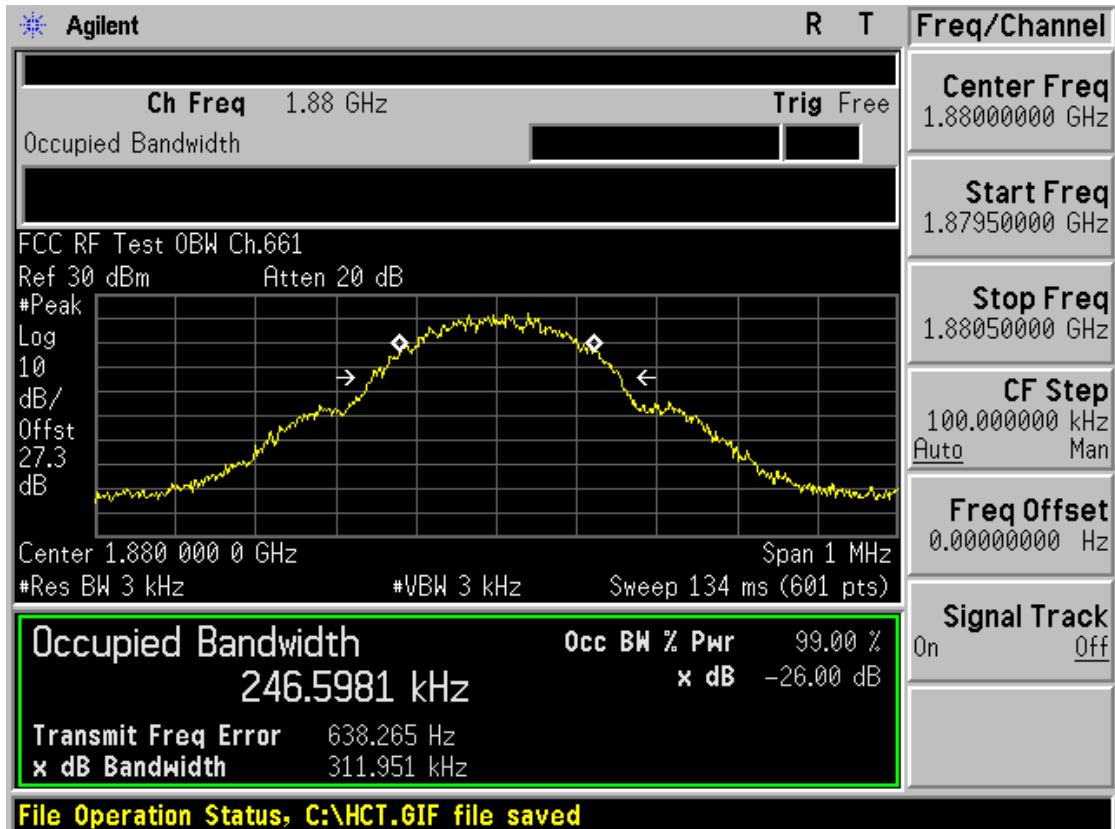 Agilent R T
Ch Freq 1.88 GHz Trig Free
Occupied Bandwidth
FCC RF Test OBW Ch.661
Ref 30 dBm Atten 20 dB
#Peak
Log
10
dB/
Offst
27.3
dB
Center 1.880 000 0 GHz Span 1 MHz
#Res BW 3 kHz #VBW 3 kHz Sweep 134 ms (601 pts)
Occupied Bandwidth
246.5981 kHz
Occ BW % Pwr 99.00 %
x dB -26.00 dB
Transmit Freq Error 638.265 Hz
x dB Bandwidth 311.951 kHz
File Operation Status, C:\HCT.GIF file saved
Freq/Channel
Center Freq
1.88000000 GHz
Start Freq
1.87950000 GHz
Stop Freq
1.88050000 GHz
CF Step
100.000000 kHz
Auto Man
Freq Offset
0.00000000 Hz
Signal Track
On Off